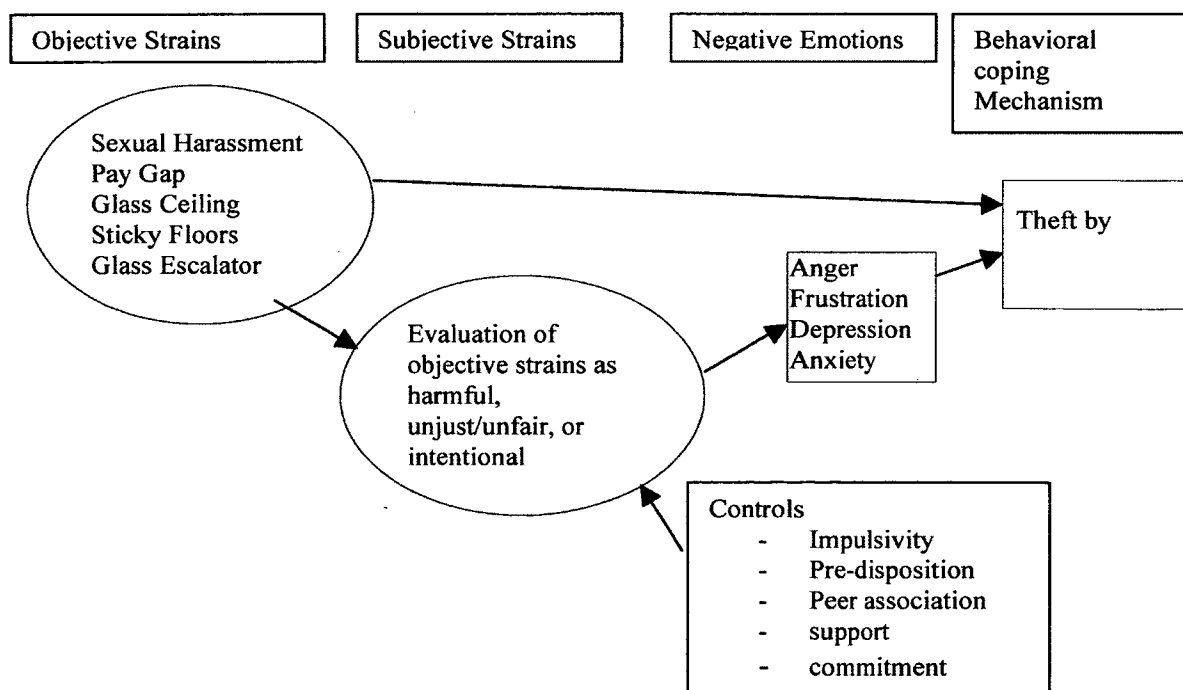 Objective Strains
Subjective Strains
Negative Emotions
Behavioral
coping
Mechanism
Sexual Harassment
Pay Gap
Glass Ceiling
Sticky Floors
Glass Escalator
Theft by
Anger
Frustration
Depression
Anxiety
Evaluation of
objective strains as
harmful,
unjust/unfair, or
intentional
Controls
- Impulsivity
- Pre-disposition
- Peer association
- support
- commitment